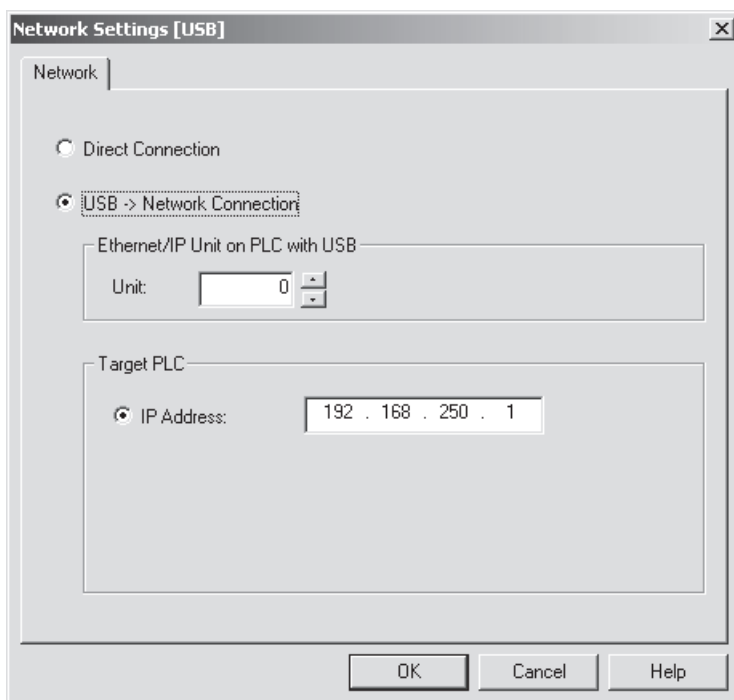 Network Settings [USB]
Network
Direct Connection
USB -> Network Connection
Ethernet/IP Unit on PLC with USB
Unit: 0
Target PLC
IP Address: 192 . 168 . 250 . 1
OK Cancel Help